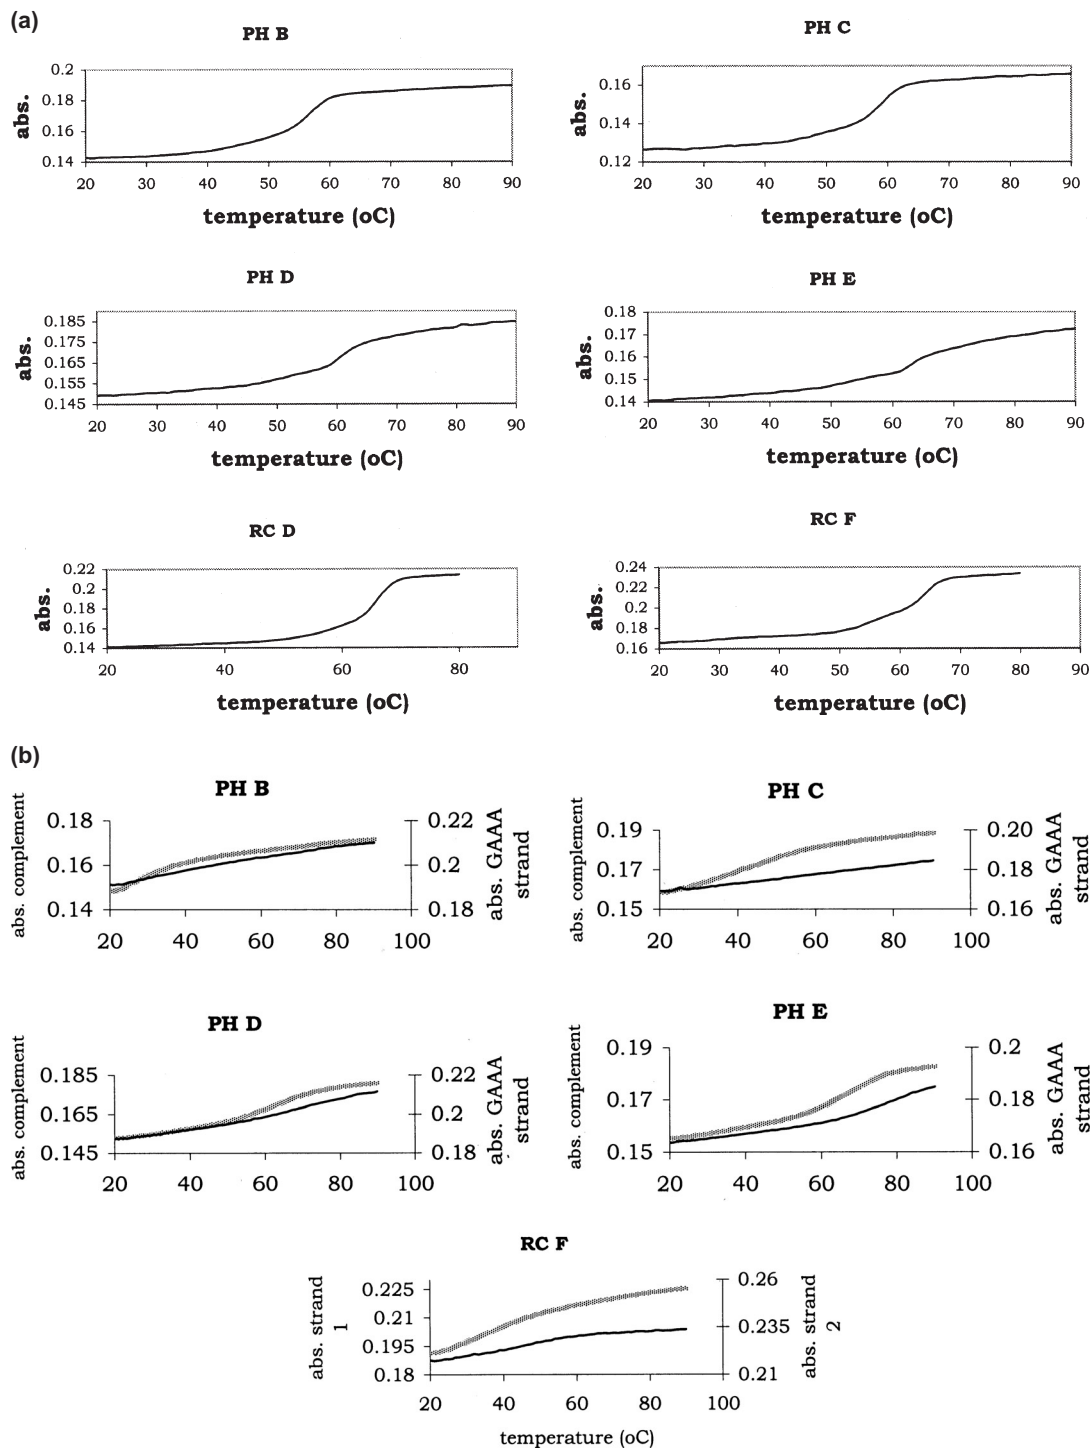 (a)
PH B
0.2
0.18
0.16
0.14
abs.
20 30 40 50 60 70 80 90
temperature (oC)
PH C
0.16
0.14
0.12
abs.
20 30 40 50 60 70 80 90
temperature (oC)
PH D
0.185
0.175
0.165
0.155
0.145
abs.
20 30 40 50 60 70 80 90
temperature (oC)
PH E
0.18
0.17
0.16
0.15
0.14
abs.
20 30 40 50 60 70 80 90
temperature (oC)
RC D
0.22
0.2
0.18
0.16
0.14
abs.
20 40 60 80
temperature (oC)
RC F
0.24
0.22
0.2
0.18
0.16
abs.
20 30 40 50 60 70 80 90
temperature (oC)
(b)
PH B
abs. complement
0.18
0.16
0.14
0.22
0.2
0.18
abs. GAAA
strand
20 40 60 80 100
PH C
abs. complement
0.19
0.17
0.15
0.20
0.18
0.16
abs. GAAA
strand
20 40 60 80 100
PH D
abs. complement
0.185
0.165
0.145
0.22
0.2
0.18
abs. GAAA
strand
20 40 60 80 100
PH E
abs. complement
0.19
0.17
0.15
0.2
0.18
0.16
abs. GAAA
strand
20 40 60 80 100
RC F
abs. strand
1
0.225
0.21
0.195
0.18
0.26
0.235
0.21
abs. strand
2
20 40 60 80 100
temperature (oC)